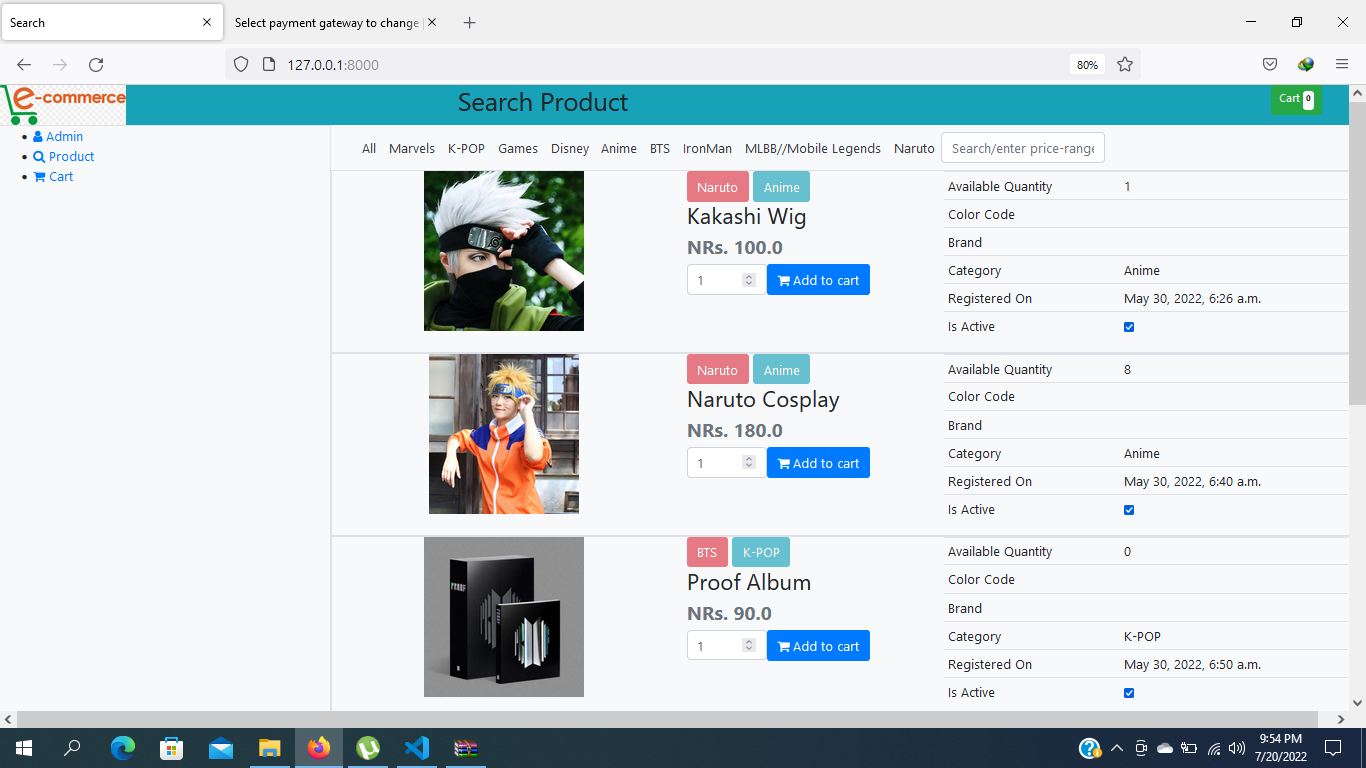 Search
Select payment gateway to change
127.0.0.1:8000
80%
e-commerce
Search Product
Cart 0
Admin
Product
Cart
All Marvels K-POP Games Disney Anime BTS IronMan MLBB//Mobile Legends Naruto Search/enter price-range
Naruto Anime
Kakashi Wig
NRs. 100.0
1 Add to cart
Available Quantity 1
Color Code
Brand
Category Anime
Registered On May 30, 2022, 6:26 a.m.
Is Active
Naruto Anime
Naruto Cosplay
NRs. 180.0
1 Add to cart
Available Quantity 8
Color Code
Brand
Category Anime
Registered On May 30, 2022, 6:40 a.m.
Is Active
PROOF
BTS K-POP
Proof Album
NRs. 90.0
1 Add to cart
Available Quantity 0
Color Code
Brand
Category K-POP
Registered On May 30, 2022, 6:50 a.m.
Is Active
9:54 PM
7/20/2022